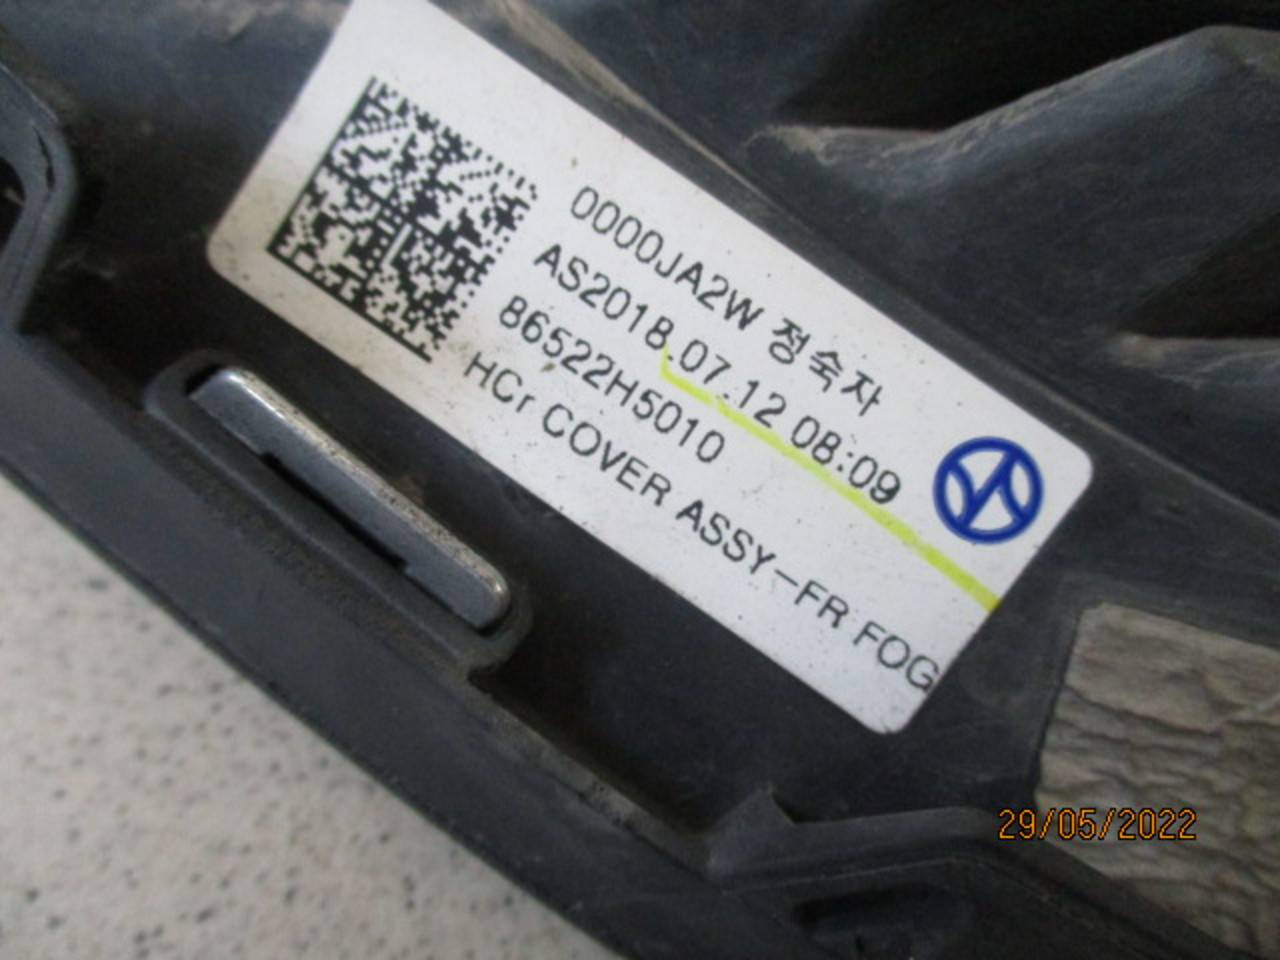 0000JA2W 정숙자
AS2018.07.12 08:09
86522H5010
HCr COVER ASSY-FR FOG
29/05/2022